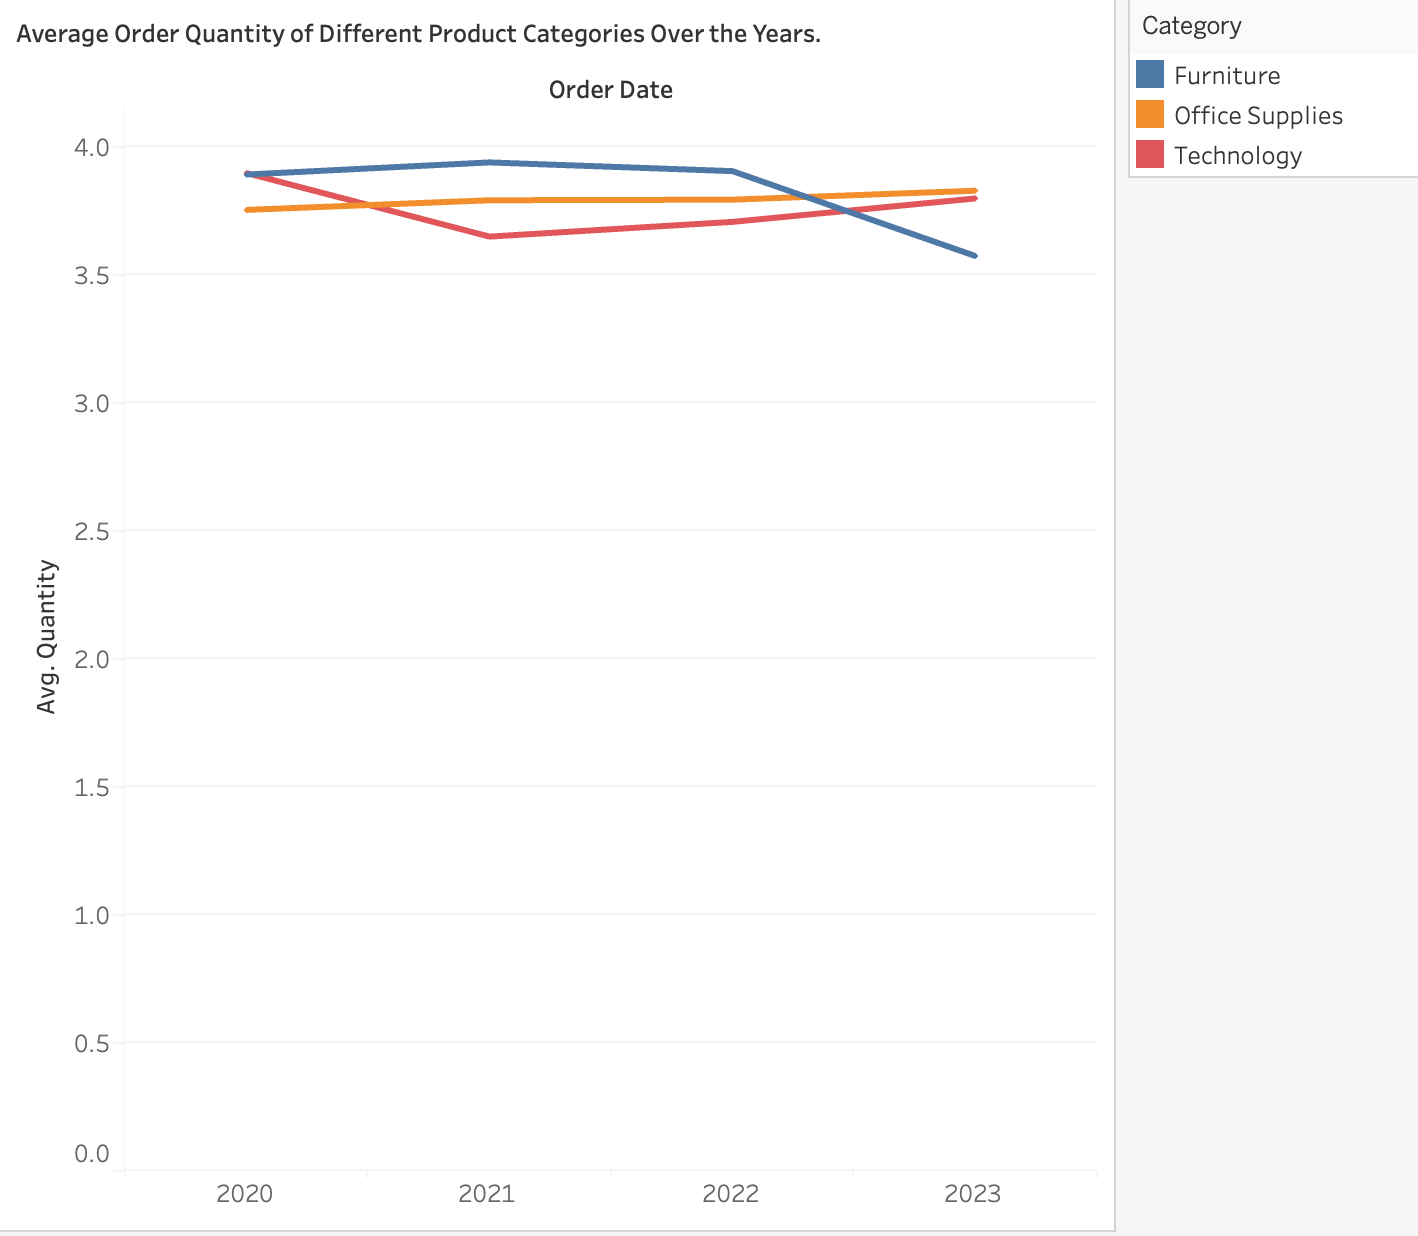 Average Order Quantity of Different Product Categories Over the Years.
Order Date
4.0
3.5
3.0
2.5
2.0
1.5
1.0
0.5
0.0
Avg. Quantity
2020 2021 2022 2023
Category
Furniture
Office Supplies
Technology